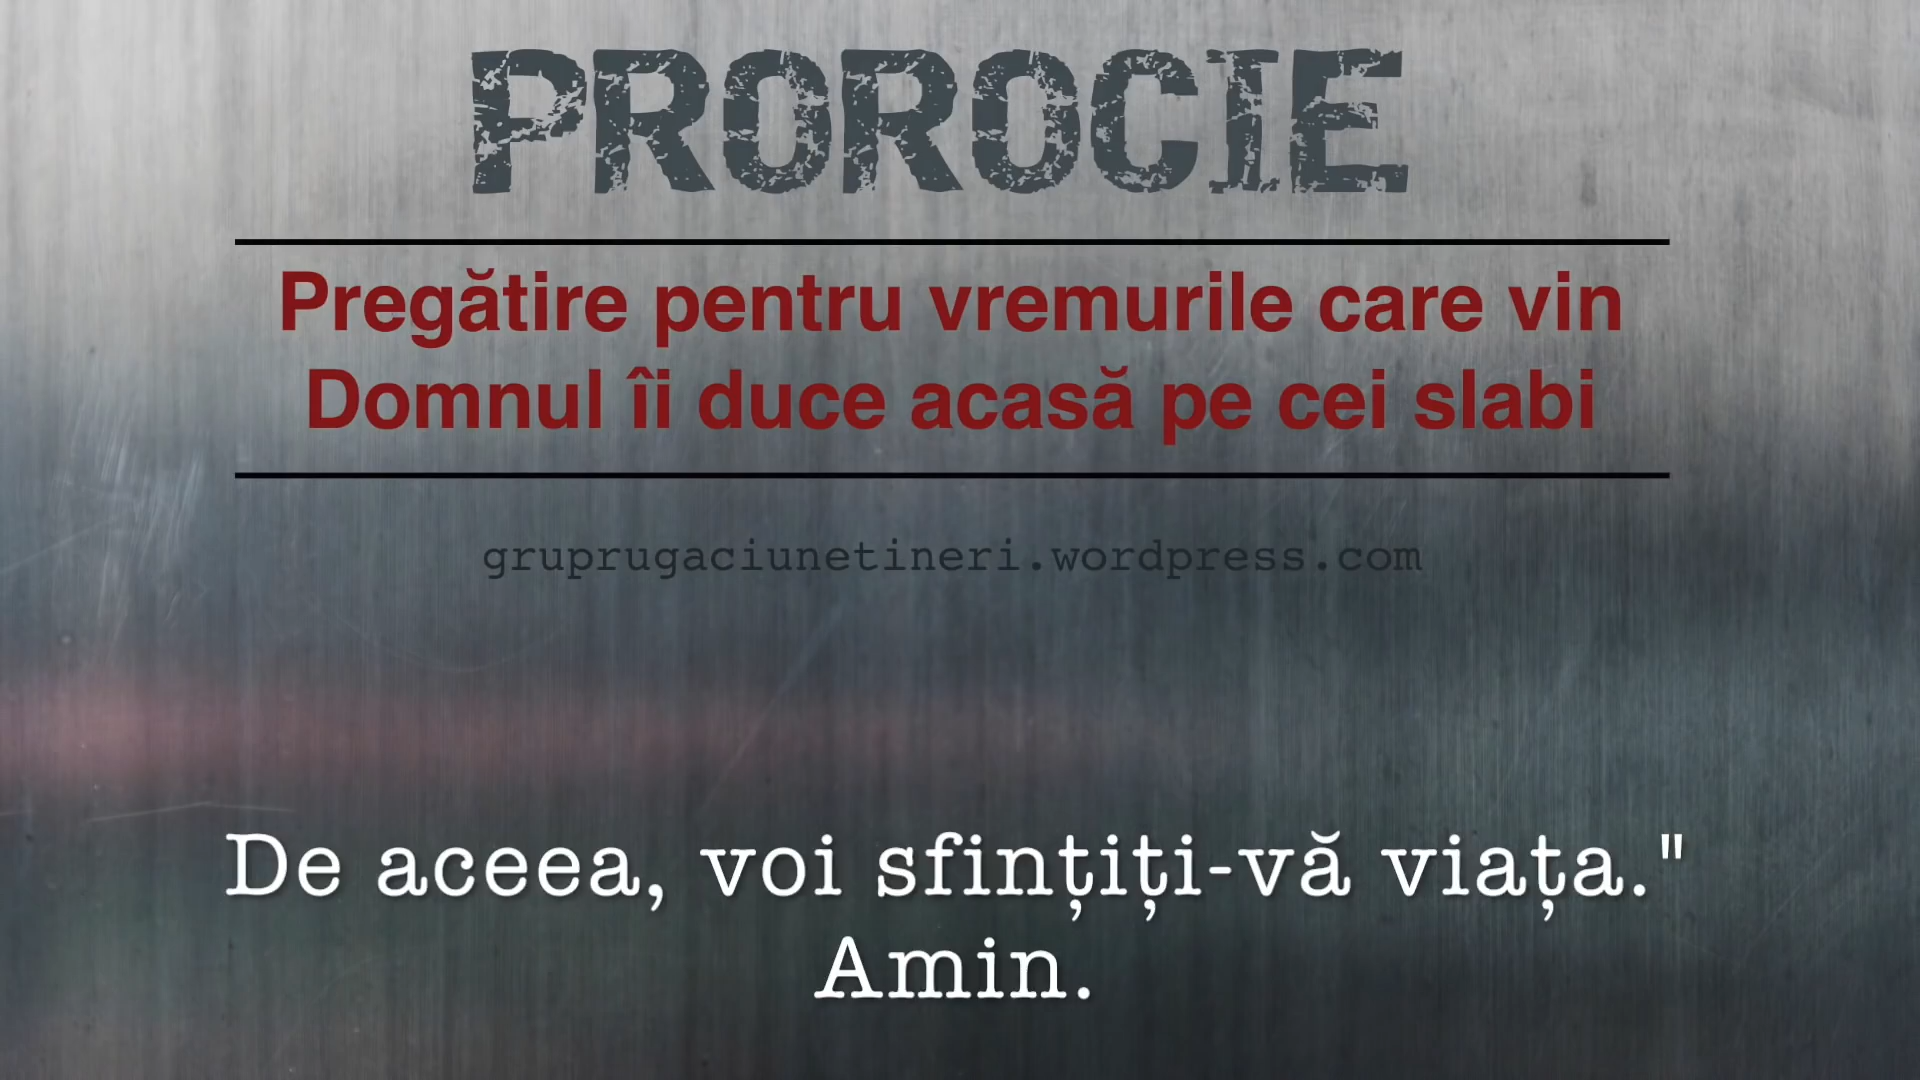 PROROCIE
Pregătire pentru vremurile care vin
Domnul îi duce acasă pe cei slabi
gruprugaciunetineri.wordpress.com
De aceea, voi sfințiți-vă viața."
Amin.